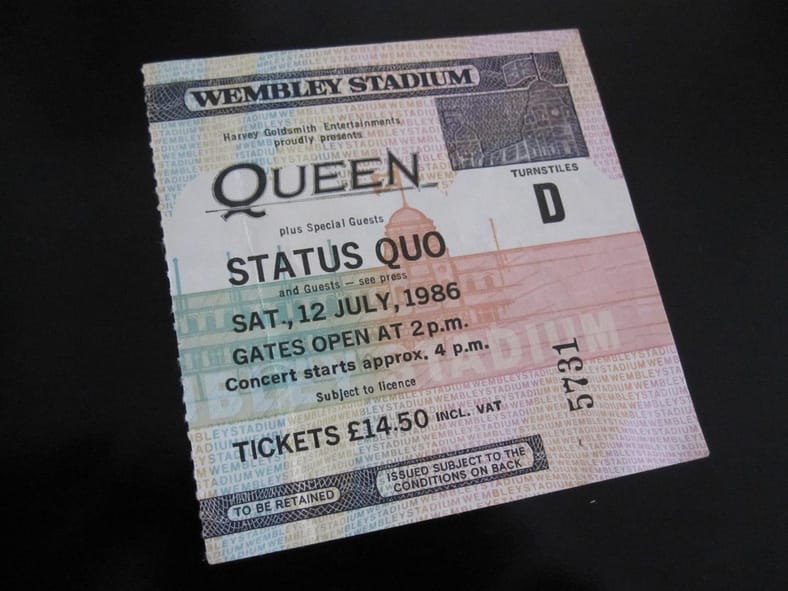 WEMBLEY STADIUM
Harvey Goldsmith Entertainments
proudly presents
QUEEN
TURNSTILES
D
plus Special Guests
STATUS QUO
and Guests – see press
SAT., 12 JULY, 1986
GATES OPEN AT 2 p.m.
Concert starts approx. 4 p.m.
Subject to licence
5731
TICKETS £14.50 INCL. VAT
TO BE RETAINED
ISSUED SUBJECT TO THE
CONDITIONS ON BACK